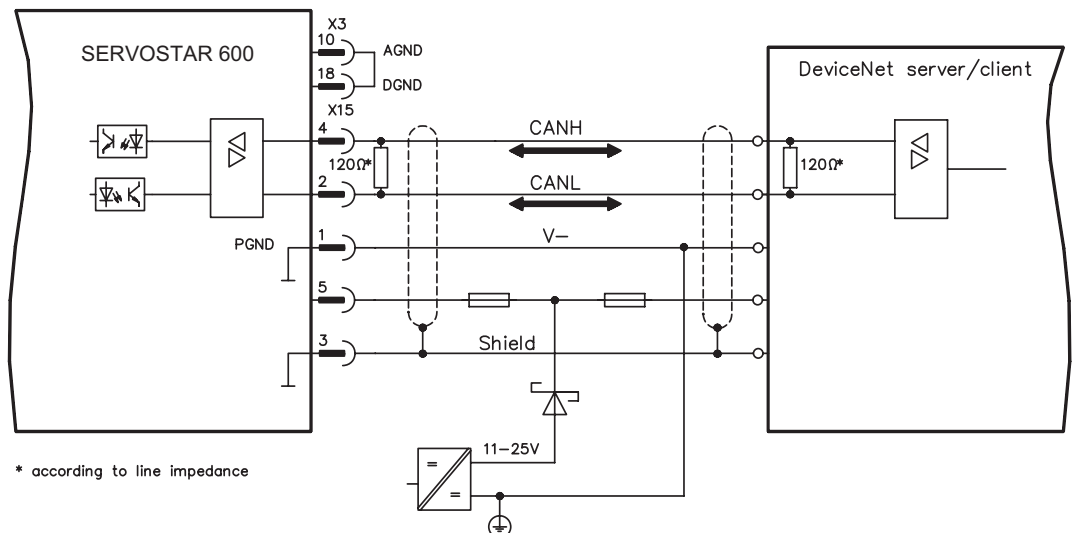 X3
SERVOSTAR 600
10
AGND
18
DGND
DeviceNet server/client
X15
4
CANH
120Ω*
120Ω*
2
CANL
PGND
1
V–
5
3
Shield
11–25V
* according to line impedance
=
=